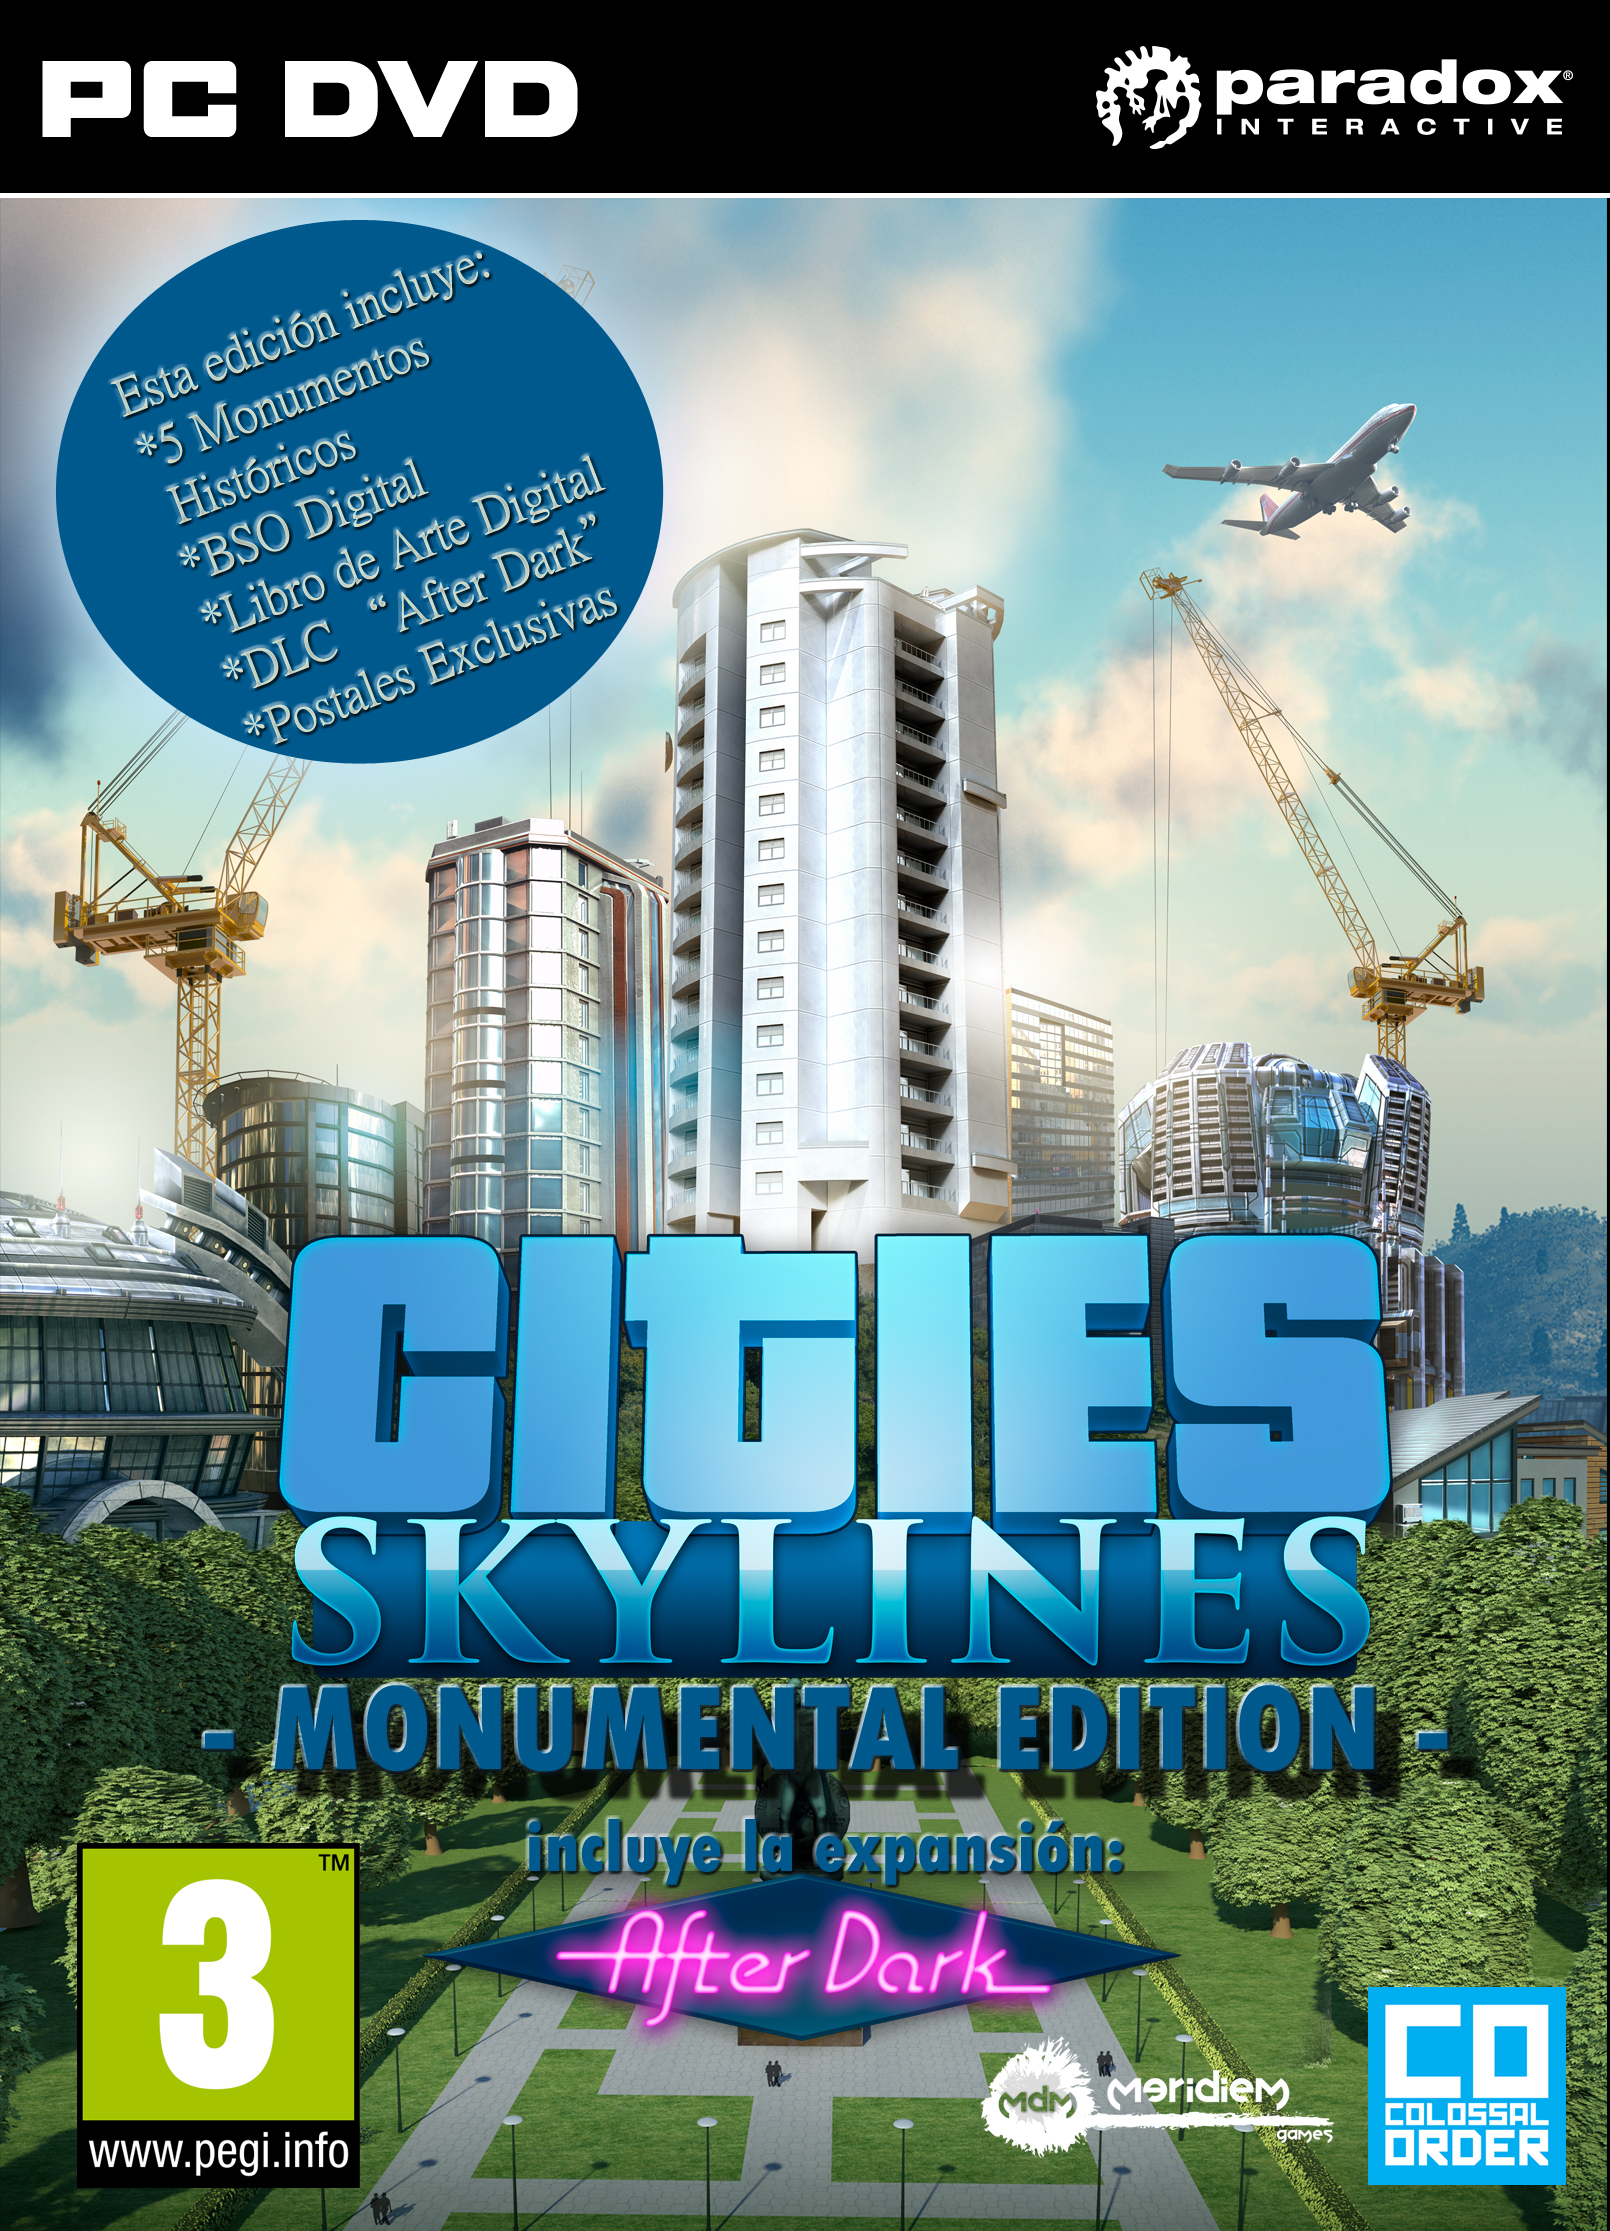 PC DVD
paradox®
INTERACTIVE
Esta edición incluye:
*5 Monumentos
Históricos
*BSO Digital
*Libro de Arte Digital
*DLC “After Dark”
*Postales Exclusivas
CITIES
SKYLINES
- MONUMENTAL EDITION -
incluye la expansión:
After Dark
3™
www.pegi.info
MDM
MERIDIEM
games
CO
COLOSSAL
ORDER